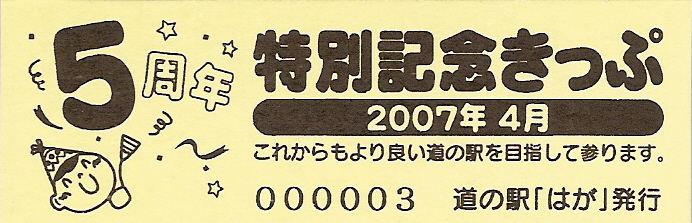 5周年
特別記念きっぷ
2007年 4月
これからもより良い道の駅を目指して参ります。
000003 道の駅「はが」発行